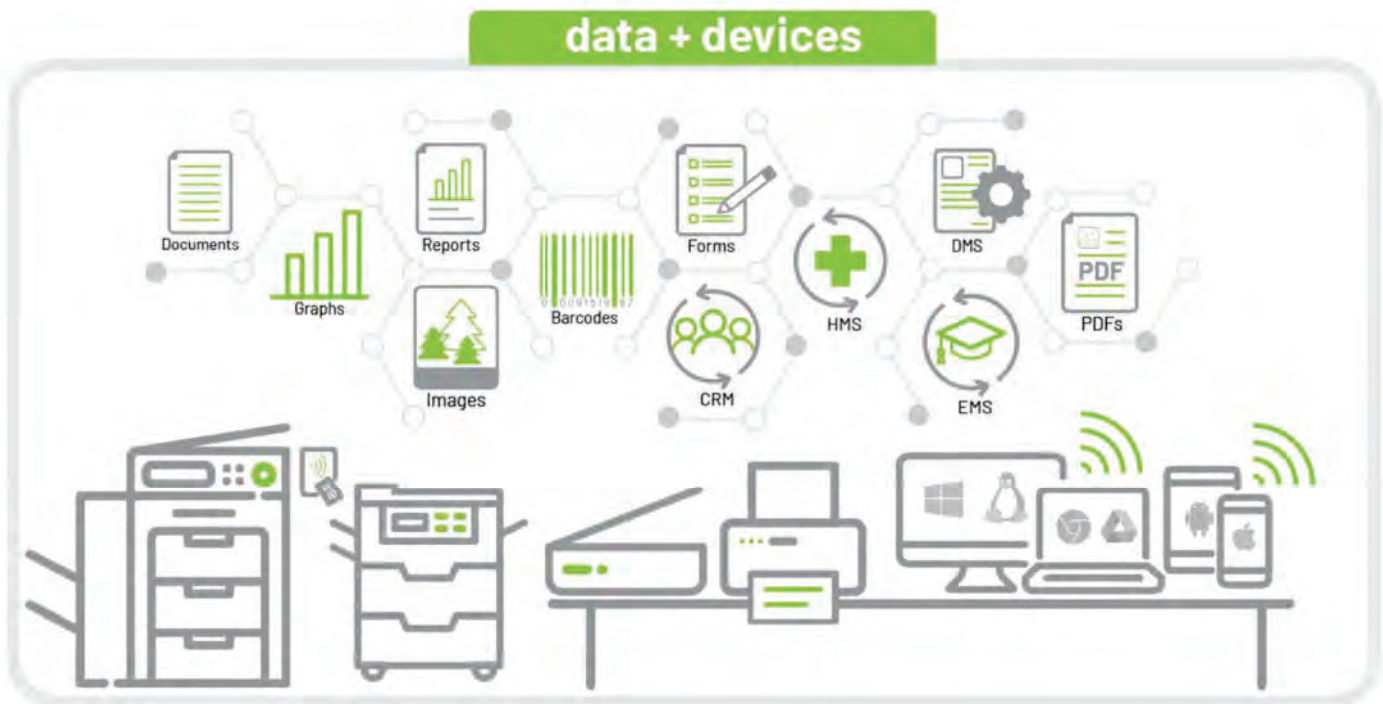 data + devices
Documents
Graphs
Reports
Images
Barcodes
Forms
CRM
HMS
DMS
EMS
PDF
PDFs